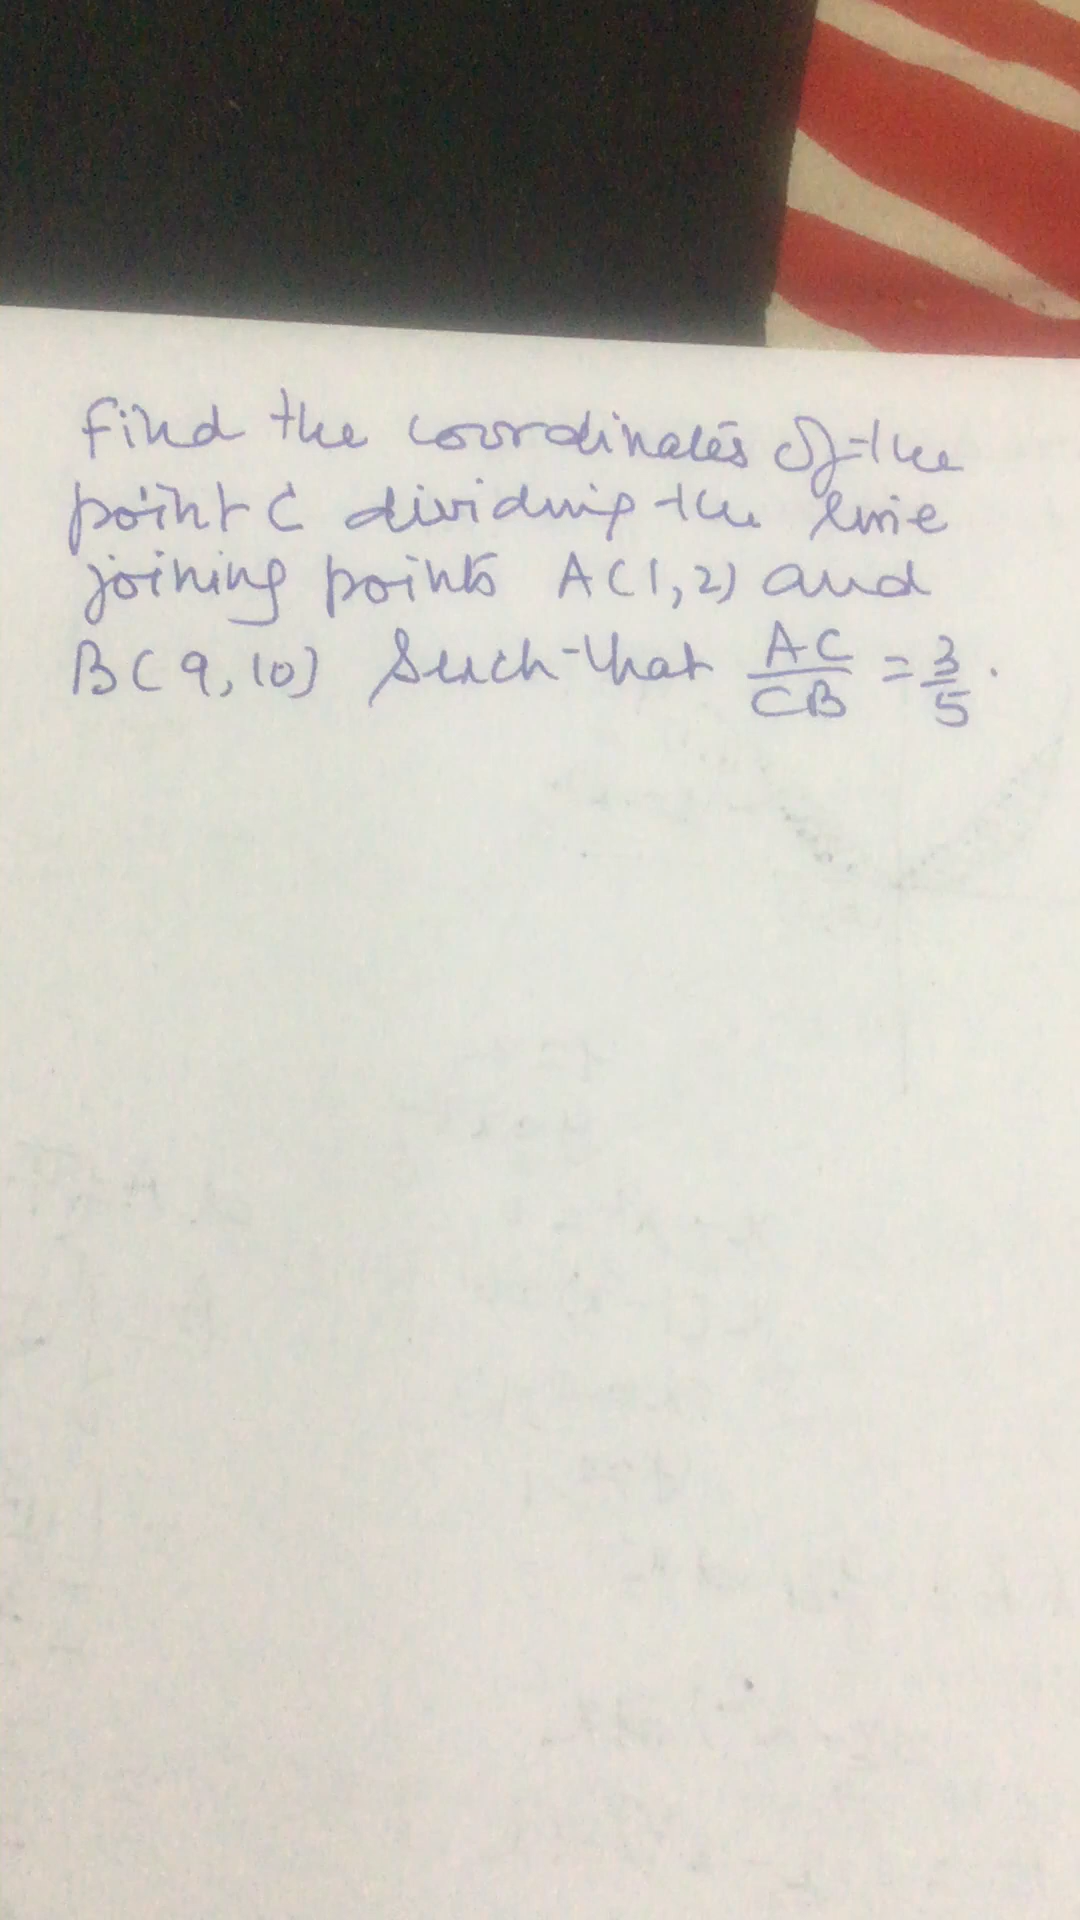 find the coordinates of the
point C dividing the line
joining points A(1,2) and
B(9,10) such that AC/CB = 3/5.